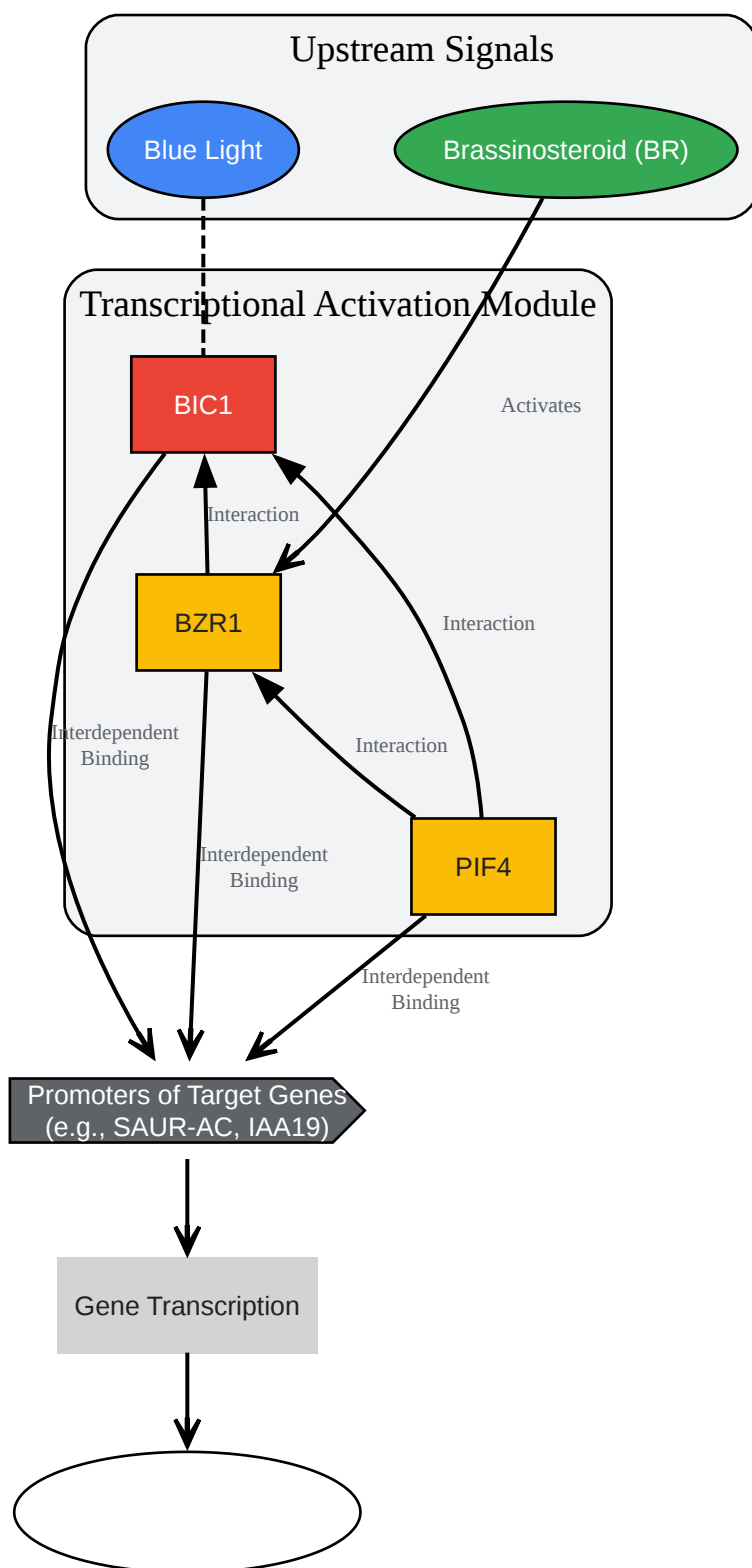 Upstream Signals
Blue Light
Brassinosteroid (BR)
Transcriptional Activation Module
BIC1
Activates
Interaction
BZR1
Interaction
Interdependent
Binding
Interaction
Interdependent
Binding
PIF4
Interdependent
Binding
Promoters of Target Genes
(e.g., SAUR-AC, IAA19)
Gene Transcription